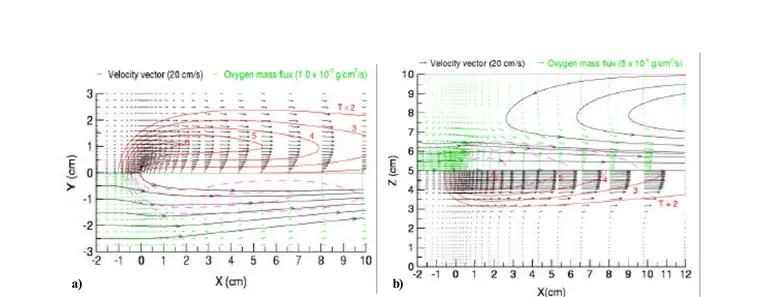 Velocity vector (20 cm/s) Oxygen mass flux (1.0 x 10 g/cm²/s)
3
2
1
0
-1
-2
-3
Y (cm)
T = 2
3
4
5
6
-2 -1 0 1 2 3 4 5 6 7 8 9 10
X (cm)
a)
Velocity vector (20 cm/s) Oxygen mass flux (5 x 10 g/cm²/s)
10
9
8
7
6
5
4
3
2
1
0
Z (cm)
5
4
3
T = 2
-2 -1 0 1 2 3 4 5 6 7 8 9 10 11 12
X(cm)
b)